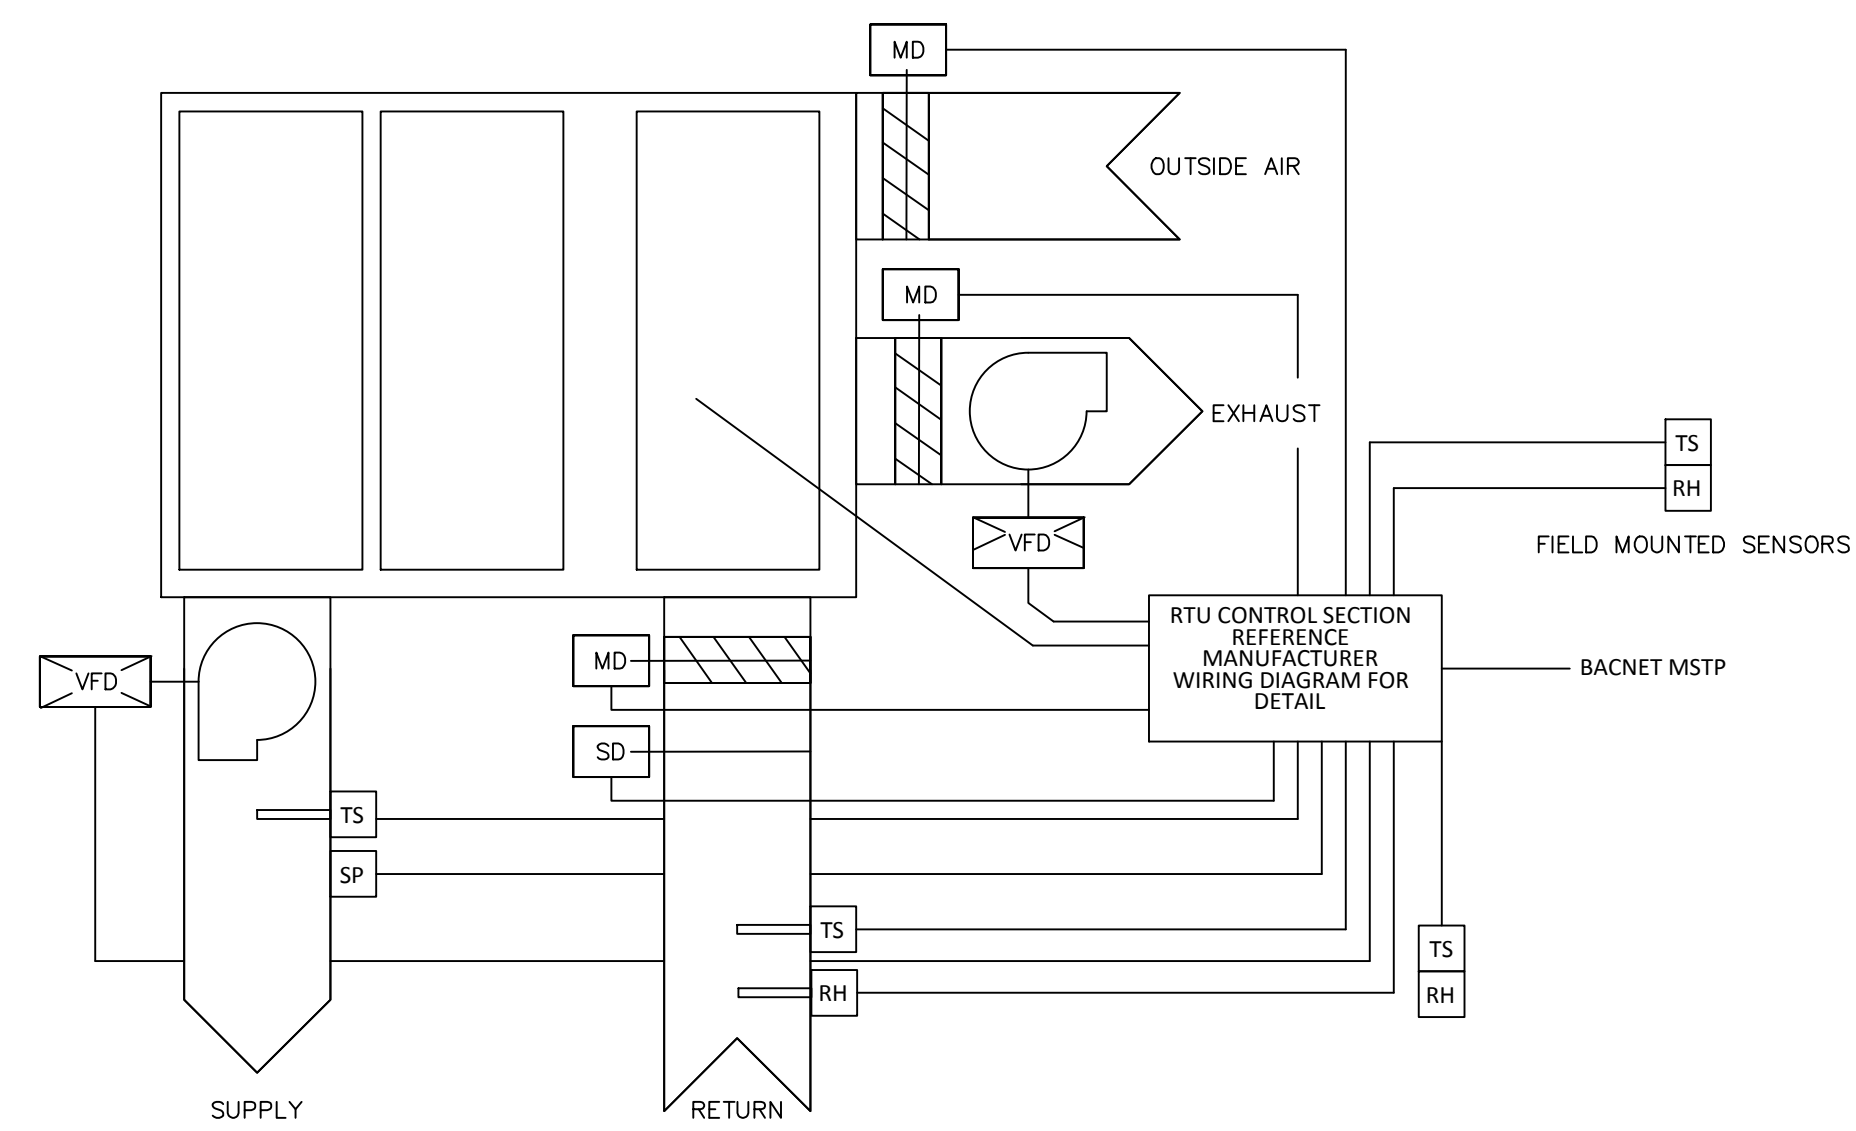 MD
OUTSIDE AIR
MD
EXHAUST
TS
RH
VFD
FIELD MOUNTED SENSORS
RTU CONTROL SECTION
REFERENCE
MANUFACTURER
WIRING DIAGRAM FOR
DETAIL
BACNET MSTP
MD
VFD
SD
TS
SP
TS
TS
RH
RH
SUPPLY
RETURN